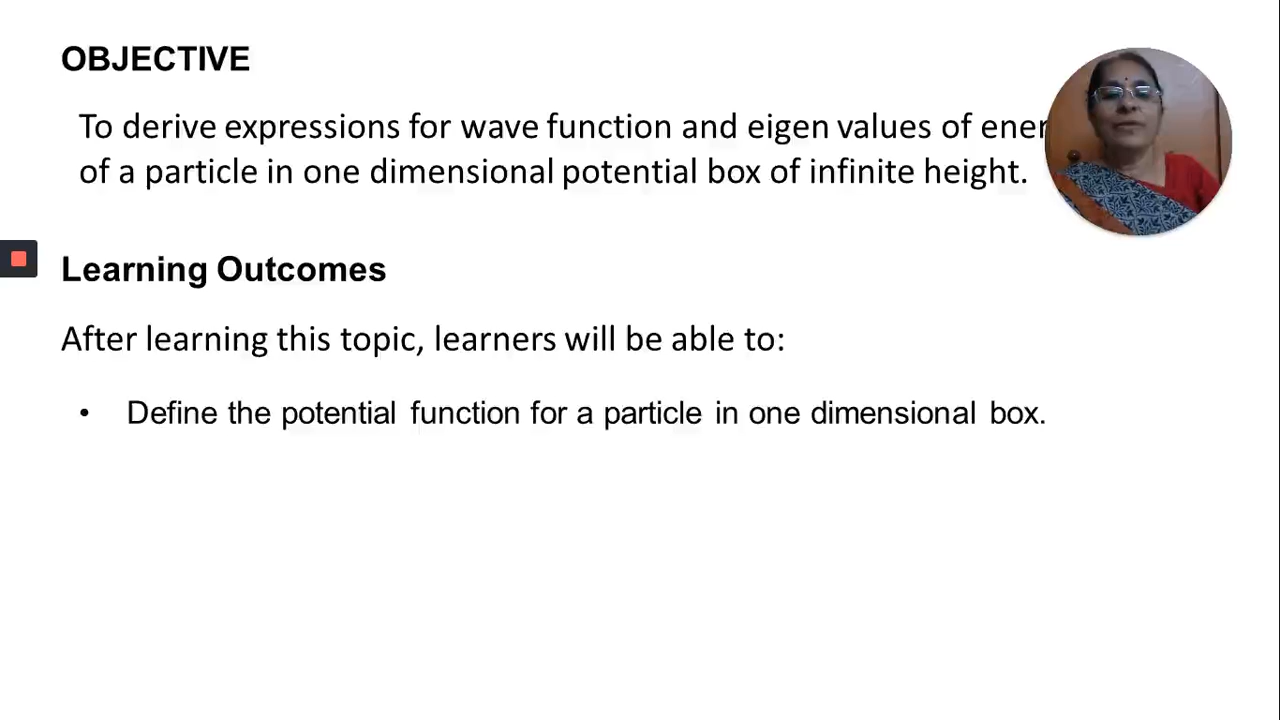 OBJECTIVE
To derive expressions for wave function and eigen values of ener
of a particle in one dimensional potential box of infinite height.
Learning Outcomes
After learning this topic, learners will be able to:
• Define the potential function for a particle in one dimensional box.